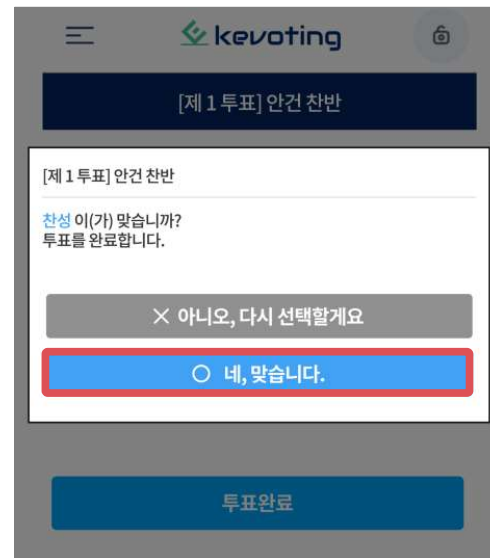 kevoting
[제 1 투표] 안건 찬반
[제 1 투표] 안건 찬반
찬성 이(가) 맞습니까?
투표를 완료합니다.
× 아니오, 다시 선택할게요
○ 네, 맞습니다.
투표완료